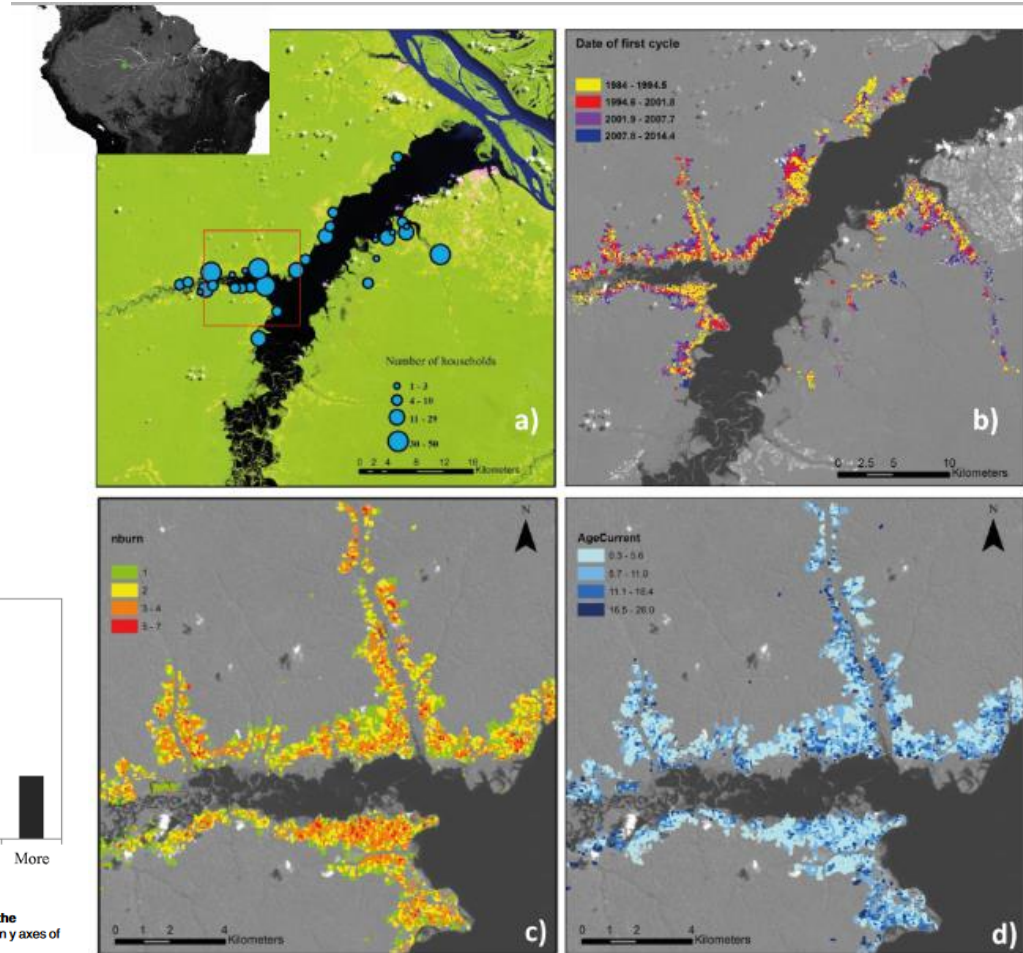 Number of households
1 - 3
4 - 10
11 - 29
30 - 50
0 2 4 8 12 16
Kilometers
a)
Date of first cycle
1984 - 1994.5
1994.6 - 2001.8
2001.9 - 2007.7
2007.8 - 2014.4
0 2.5 5 10
Kilometers
b)
nburn
1
2
3 - 4
5 - 7
N
0 1 2 4
Kilometers
c)
AgeCurrent
0.3 - 5.6
5.7 - 11.0
11.1 - 16.4
16.5 - 26.0
N
0 1 2 4
Kilometers
d)
More
the
n y axes of